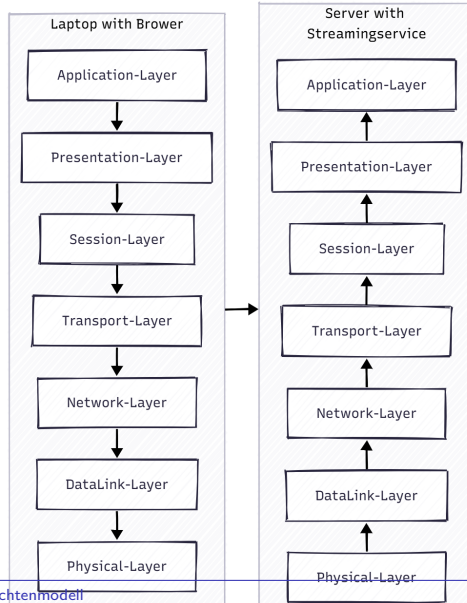 Laptop with Brower
Application-Layer
Presentation-Layer
Session-Layer
Transport-Layer
Network-Layer
DataLink-Layer
Physical-Layer
Server with
Streamingservice
Application-Layer
Presentation-Layer
Session-Layer
Transport-Layer
Network-Layer
DataLink-Layer
Physical-Layer
chtenmodell